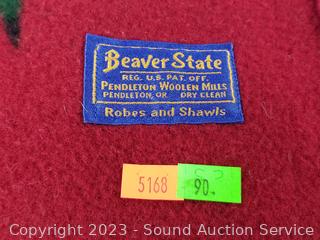 Beaver State
REG. U.S. PAT. OFF.
PENDLETON WOOLEN MILLS
PENDLETON, OR DRY CLEAN
Robes and Shawls
5168
90
Copyright 2023 - Sound Auction Service